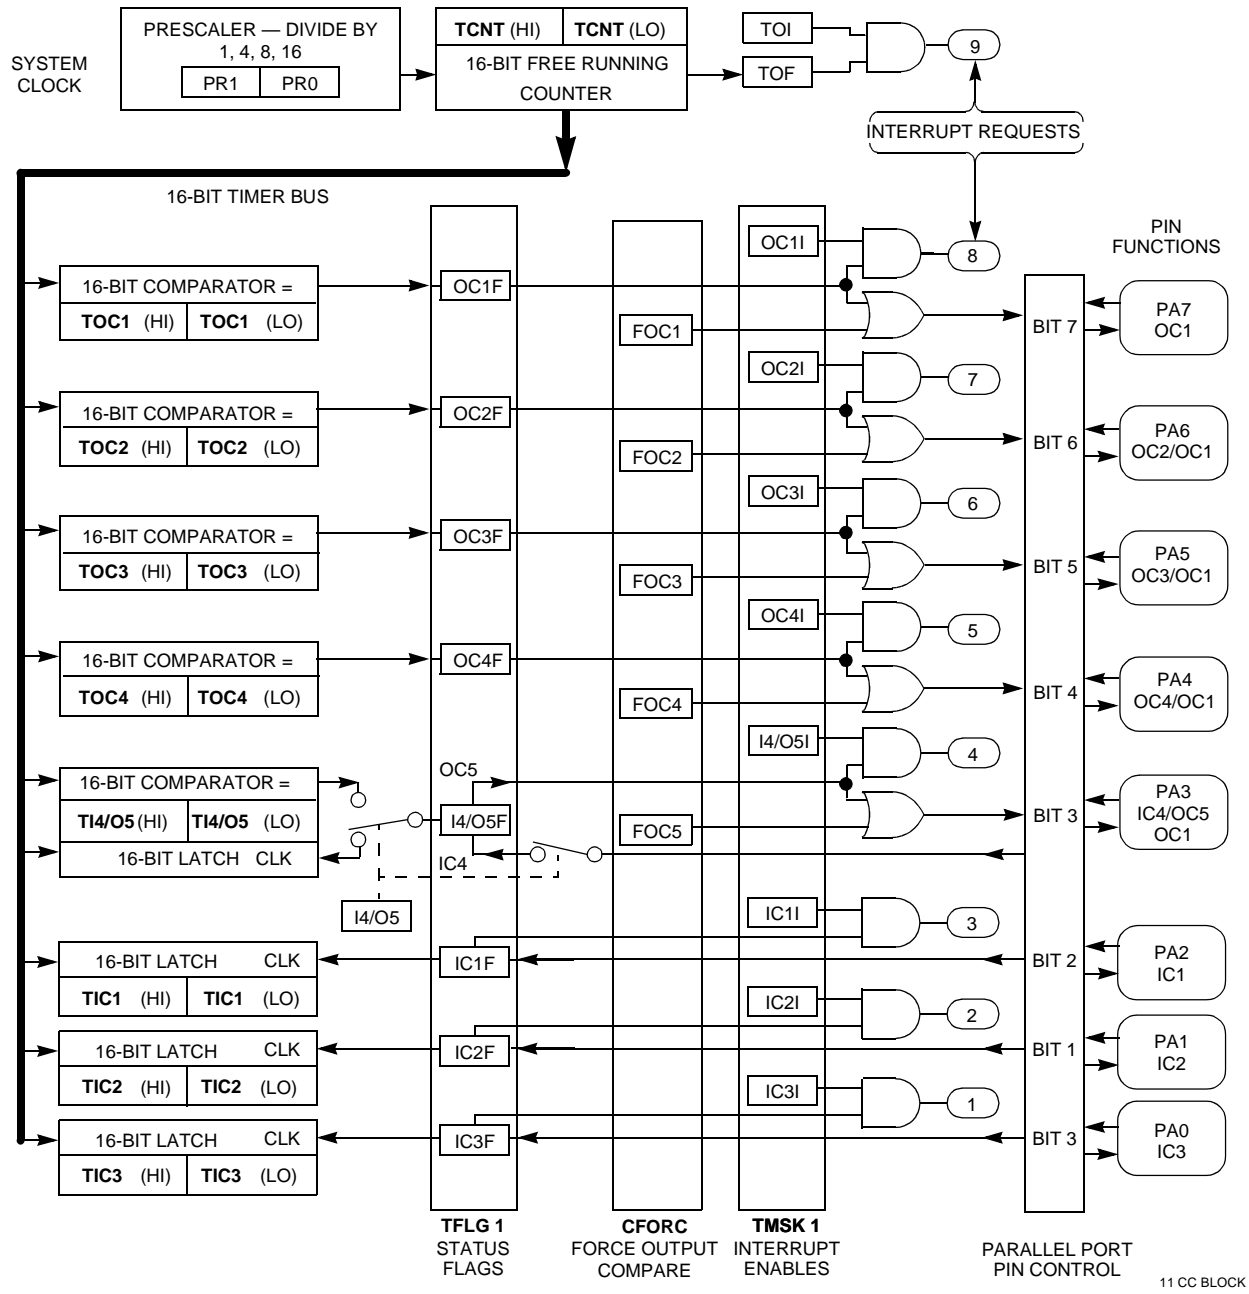 SYSTEM
CLOCK
PRESCALER — DIVIDE BY
1, 4, 8, 16
PR1 PR0
TCNT (HI) TCNT (LO)
16-BIT FREE RUNNING
COUNTER
TOI
TOF
9
INTERRUPT REQUESTS
16-BIT TIMER BUS
PIN
FUNCTIONS
OC1I
8
16-BIT COMPARATOR =
TOC1 (HI) TOC1 (LO)
OC1F
FOC1
BIT 7
PA7
OC1
OC2I
7
16-BIT COMPARATOR =
TOC2 (HI) TOC2 (LO)
OC2F
FOC2
BIT 6
PA6
OC2/OC1
OC3I
6
16-BIT COMPARATOR =
TOC3 (HI) TOC3 (LO)
OC3F
FOC3
BIT 5
PA5
OC3/OC1
OC4I
5
16-BIT COMPARATOR =
TOC4 (HI) TOC4 (LO)
OC4F
FOC4
BIT 4
PA4
OC4/OC1
I4/O5I
4
16-BIT COMPARATOR =
TI4/O5 (HI) TI4/O5 (LO)
16-BIT LATCH CLK
OC5
I4/O5F
IC4
FOC5
BIT 3
PA3
IC4/OC5
OC1
I4/O5
IC1I
3
16-BIT LATCH CLK
TIC1 (HI) TIC1 (LO)
IC1F
BIT 2
PA2
IC1
IC2I
2
16-BIT LATCH CLK
TIC2 (HI) TIC2 (LO)
IC2F
BIT 1
PA1
IC2
IC3I
1
16-BIT LATCH CLK
TIC3 (HI) TIC3 (LO)
IC3F
BIT 3
PA0
IC3
TFLG 1
STATUS
FLAGS
CFORC
FORCE OUTPUT
COMPARE
TMSK 1
INTERRUPT
ENABLES
PARALLEL PORT
PIN CONTROL
11 CC BLOCK